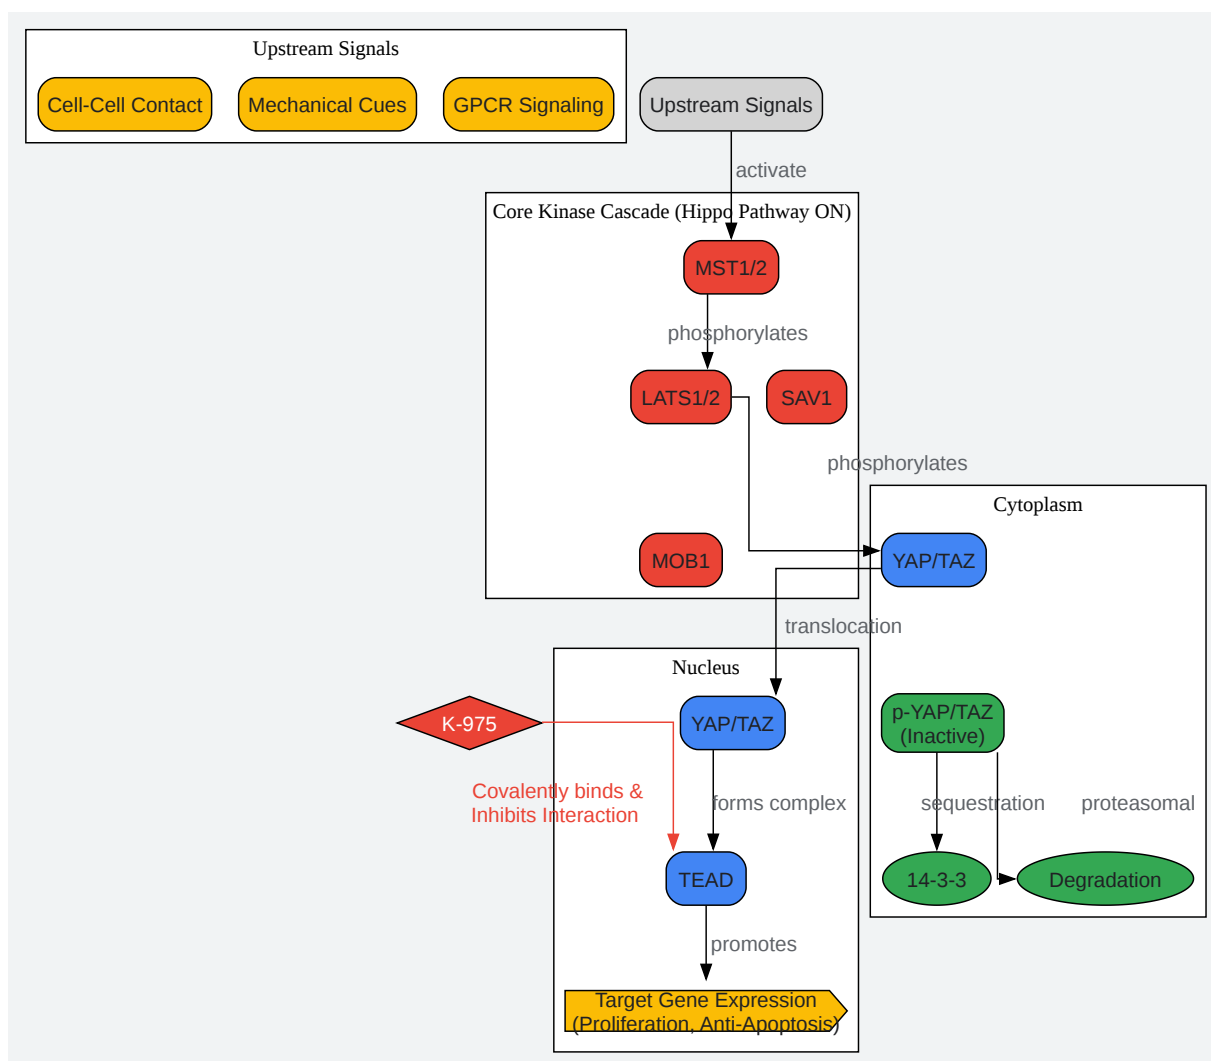 Upstream Signals
Cell-Cell Contact
Mechanical Cues
GPCR Signaling
Upstream Signals
activate
Core Kinase Cascade (Hippo Pathway ON)
MST1/2
phosphorylates
LATS1/2
SAV1
phosphorylates
Cytoplasm
MOB1
YAP/TAZ
translocation
Nucleus
K-975
YAP/TAZ
p-YAP/TAZ
(Inactive)
Covalently binds &
Inhibits Interaction
forms complex
sequestration
proteasomal
TEAD
14-3-3
Degradation
promotes
Target Gene Expression
(Proliferation, Anti-Apoptosis)